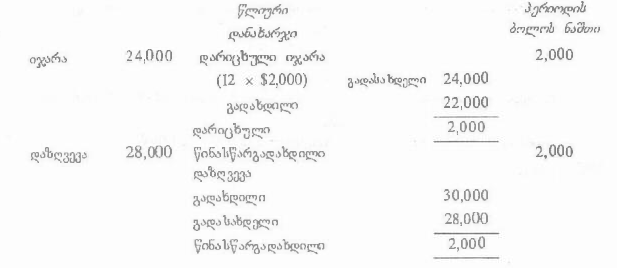 წლიური პერიოდის
დანახარჯი ბოლოს ნაშთი
იჯარა 24,000 დარიცხული იჯარა 2,000
(12 × $2,000) გადასახდელი 24,000
გადახდილი 22,000
დარიცხული 2,000
დაზღვევა 28,000 წინასწარგადახდილი 2,000
დაზღვევა
გადახდილი 30,000
გადასახდელი 28,000
წინასწარგადახდილი 2,000